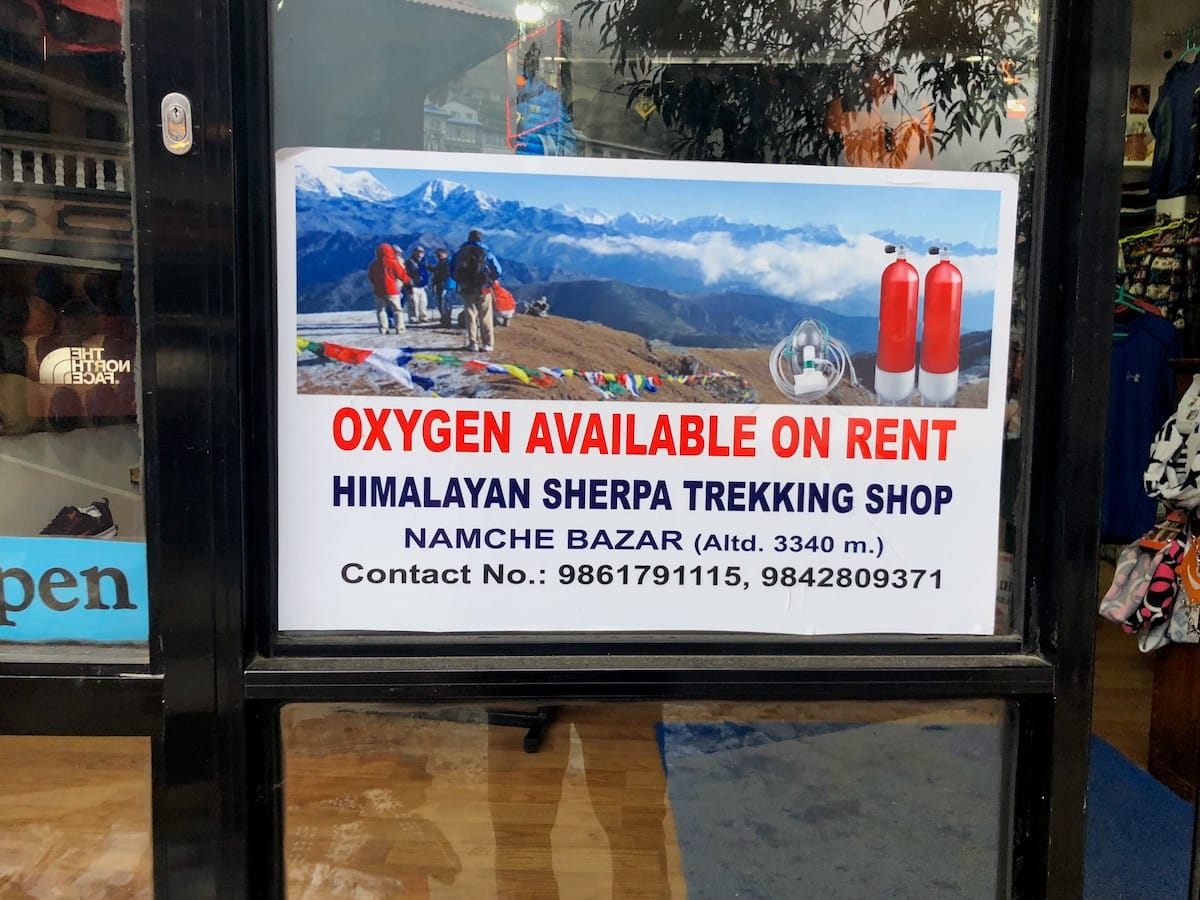 OXYGEN AVAILABLE ON RENT
HIMALAYAN SHERPA TREKKING SHOP
NAMCHE BAZAR (Altd. 3340 m.)
Contact No.: 9861791115, 9842809371
THE
NORTH
FACE
pen